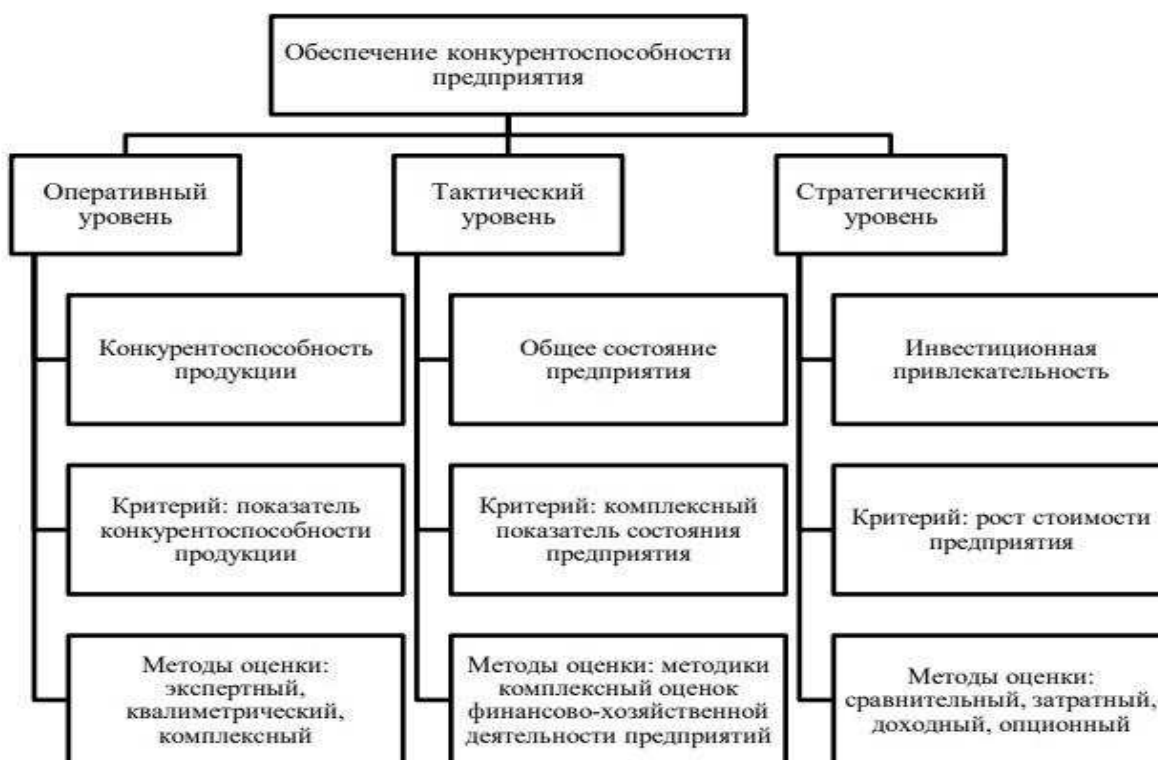 Обеспечение конкурентоспособности
предприятия
Оперативный
уровень
Тактический
уровень
Стратегический
уровень
Конкурентоспособность
продукции
Общее состояние
предприятия
Инвестиционная
привлекательность
Критерий: показатель
конкурентоспособности
продукции
Критерий: комплексный
показатель состояния
предприятия
Критерий: рост стоимости
предприятия
Методы оценки:
экспертный,
квалиметрический,
комплексный
Методы оценки: методики
комплексный оценок
финансово-хозяйственной
деятельности предприятий
Методы оценки:
сравнительный, затратный,
доходный, опционный